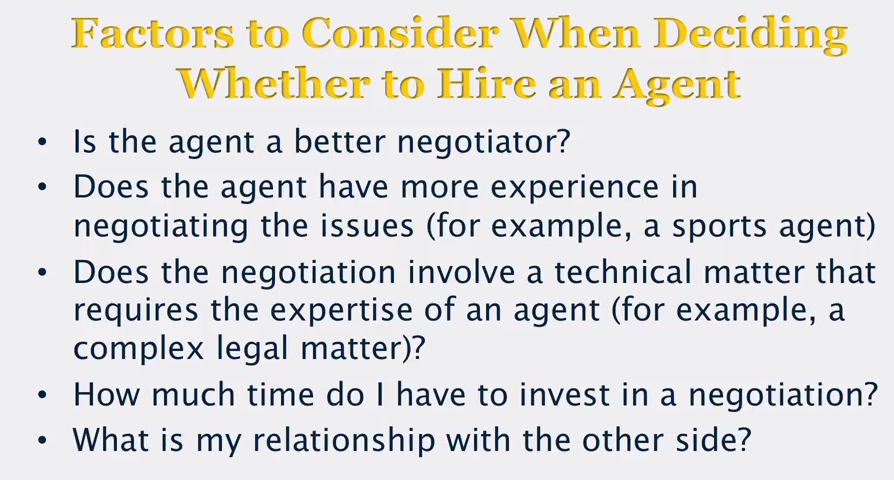 Factors to Consider When Deciding
Whether to Hire an Agent
• Is the agent a better negotiator?
• Does the agent have more experience in
negotiating the issues (for example, a sports agent)
• Does the negotiation involve a technical matter that
requires the expertise of an agent (for example, a
complex legal matter)?
• How much time do I have to invest in a negotiation?
• What is my relationship with the other side?